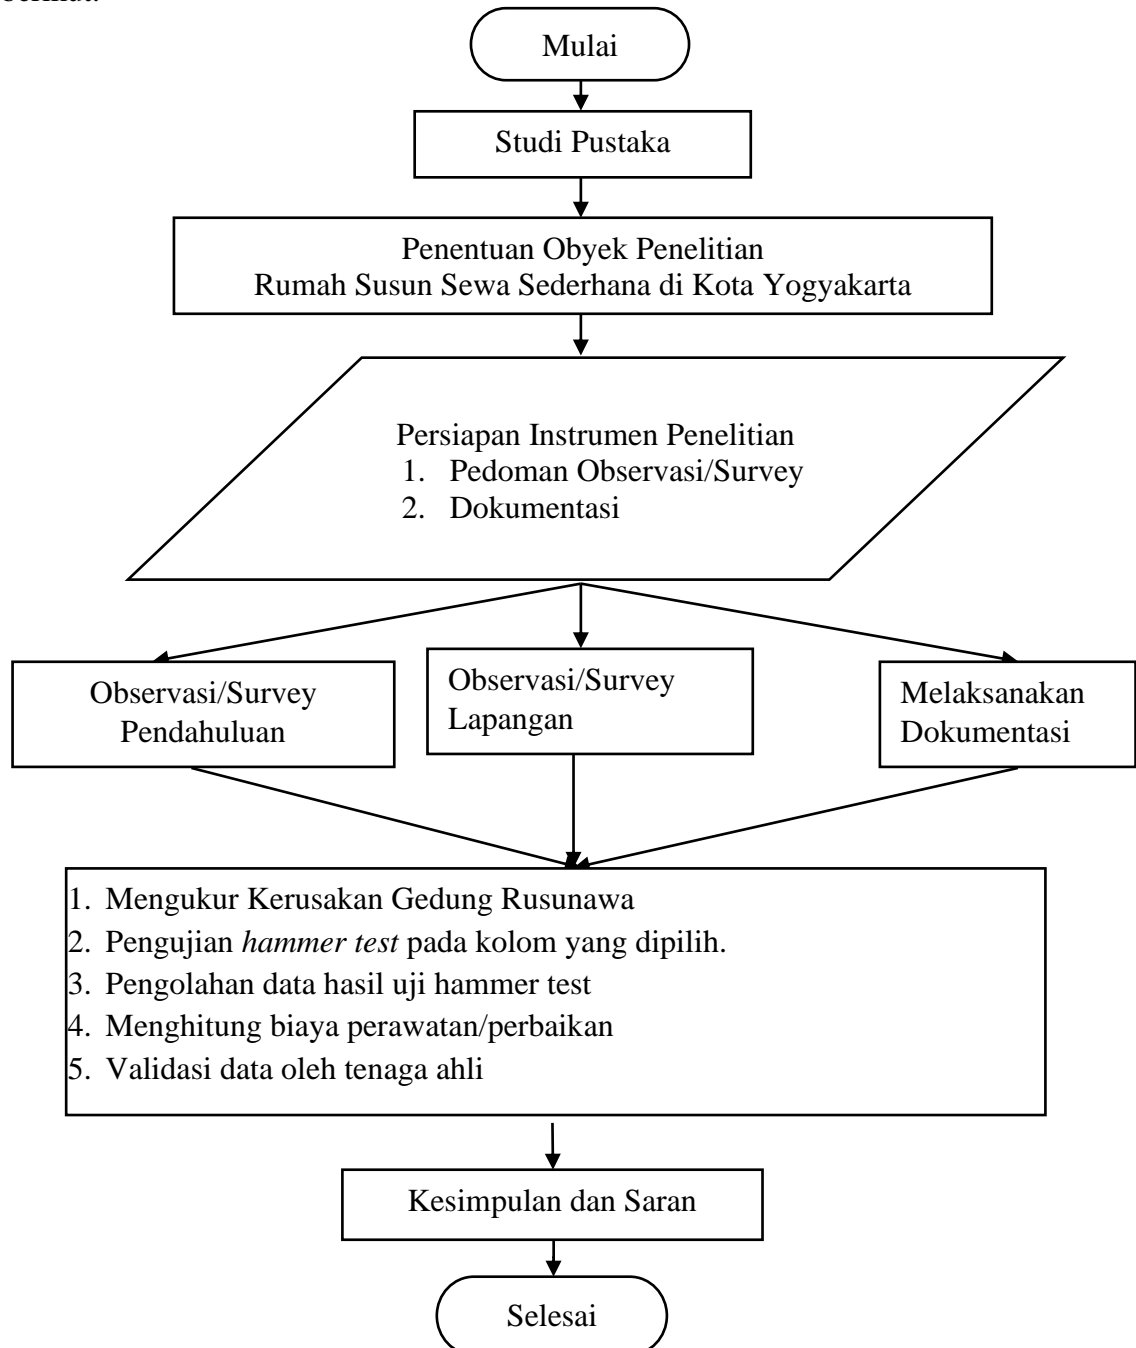 Mulai
Studi Pustaka
Penentuan Obyek Penelitian
Rumah Susun Sewa Sederhana di Kota Yogyakarta
Persiapan Instrumen Penelitian
1. Pedoman Observasi/Survey
2. Dokumentasi
Observasi/Survey
Pendahuluan
Observasi/Survey
Lapangan
Melaksanakan
Dokumentasi
1. Mengukur Kerusakan Gedung Rusunawa
2. Pengujian hammer test pada kolom yang dipilih.
3. Pengolahan data hasil uji hammer test
4. Menghitung biaya perawatan/perbaikan
5. Validasi data oleh tenaga ahli
Kesimpulan dan Saran
Selesai